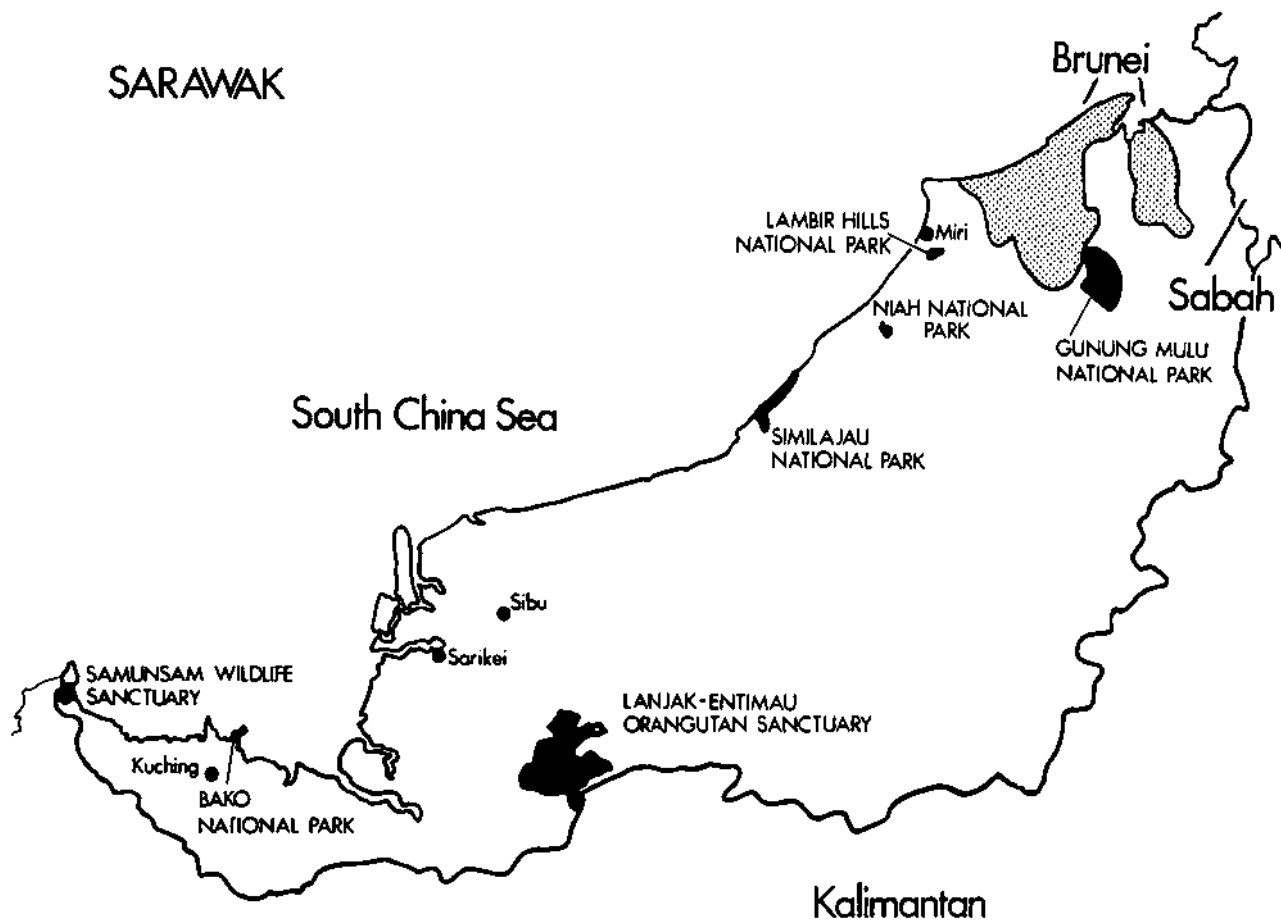 SARAWAK
Brunei
LAMBIR HILLS
NATIONAL PARK
Miri
Sabah
NIAH NATIONAL
PARK
GUNUNG MULU
NATIONAL PARK
South China Sea
SIMILAJAU
NATIONAL PARK
Sibu
Sarikei
SAMUNSAM WILDLIFE
SANCTUARY
LANJAK-ENTIMAU
ORANGUTAN SANCTUARY
Kuching
BAKO
NATIONAL PARK
Kalimantan